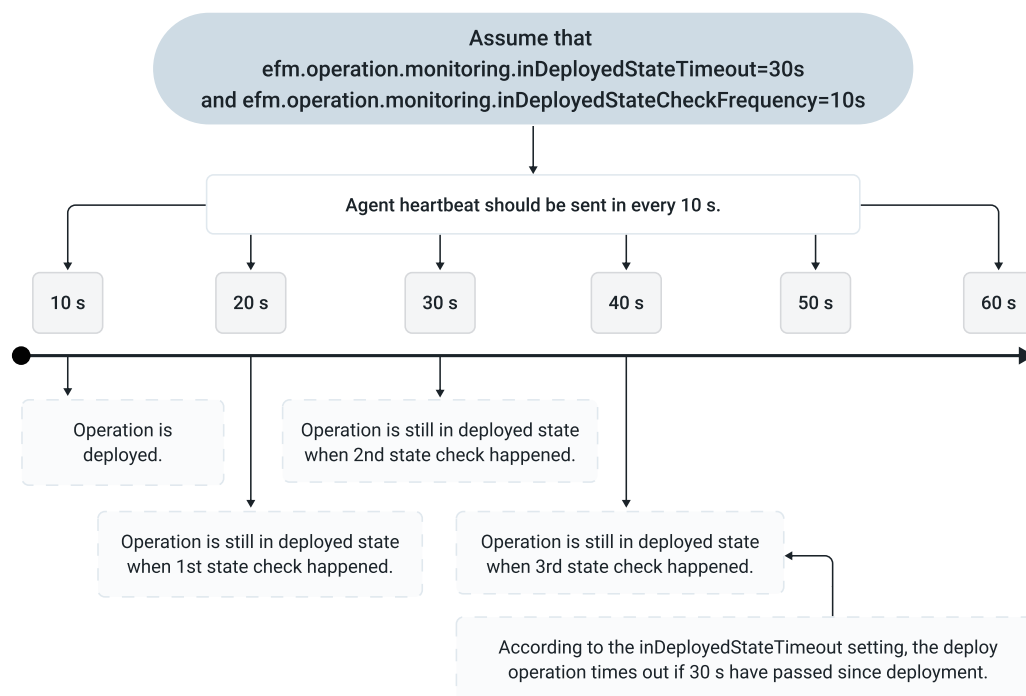 Assume that
efm.operation.monitoring.inDeployedStateTimeout=30s
and efm.operation.monitoring.inDeployedStateCheckFrequency=10s
Agent heartbeat should be sent in every 10 s.
10 s
20 s
30 s
40 s
50 s
60 s
Operation is
deployed.
Operation is still in deployed state
when 2nd state check happened.
Operation is still in deployed state
when 1st state check happened.
Operation is still in deployed state
when 3rd state check happened.
According to the inDeployedStateTimeout setting, the deploy
operation times out if 30 s have passed since deployment.